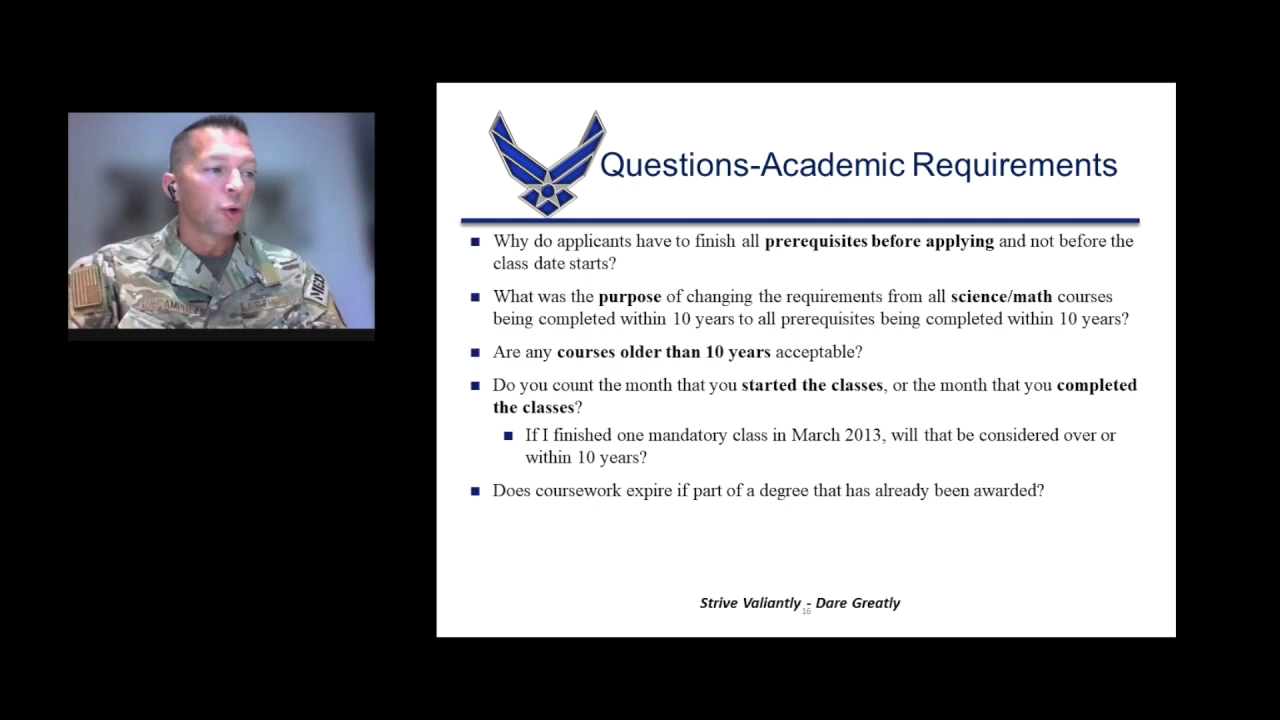 Questions-Academic Requirements
Why do applicants have to finish all prerequisites before applying and not before the
class date starts?
What was the purpose of changing the requirements from all science/math courses
being completed within 10 years to all prerequisites being completed within 10 years?
Are any courses older than 10 years acceptable?
Do you count the month that you started the classes, or the month that you completed
the classes?
If I finished one mandatory class in March 2013, will that be considered over or
within 10 years?
Does coursework expire if part of a degree that has already been awarded?
Strive Valiantly - Dare Greatly
16